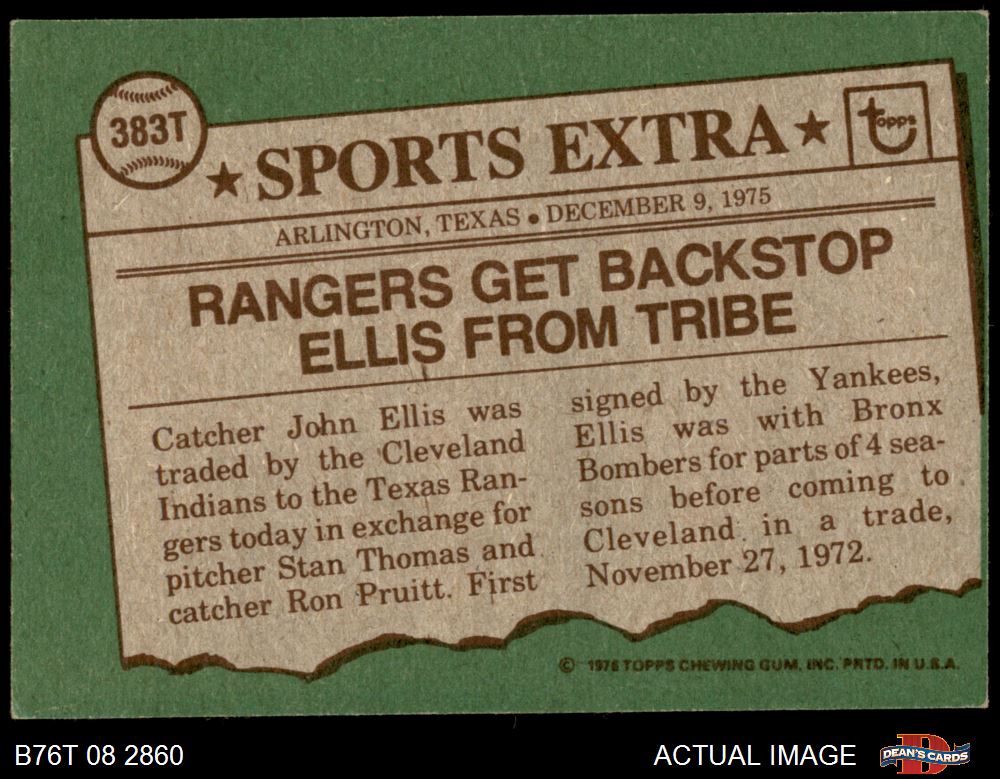 383T
SPORTS EXTRA
topps
ARLINGTON, TEXAS • DECEMBER 9, 1975
RANGERS GET BACKSTOP
ELLIS FROM TRIBE
Catcher John Ellis was
traded by the Cleveland
Indians to the Texas Ran-
gers today in exchange for
pitcher Stan Thomas and
catcher Ron Pruitt. First
signed by the Yankees,
Ellis was with Bronx
Bombers for parts of 4 sea-
sons before coming to
Cleveland in a trade,
November 27, 1972.
© 1976 TOPPS CHEWING GUM, INC. PRTD. IN U.S.A.
B76T 08 2860
ACTUAL IMAGE
DEAN'S CARDS